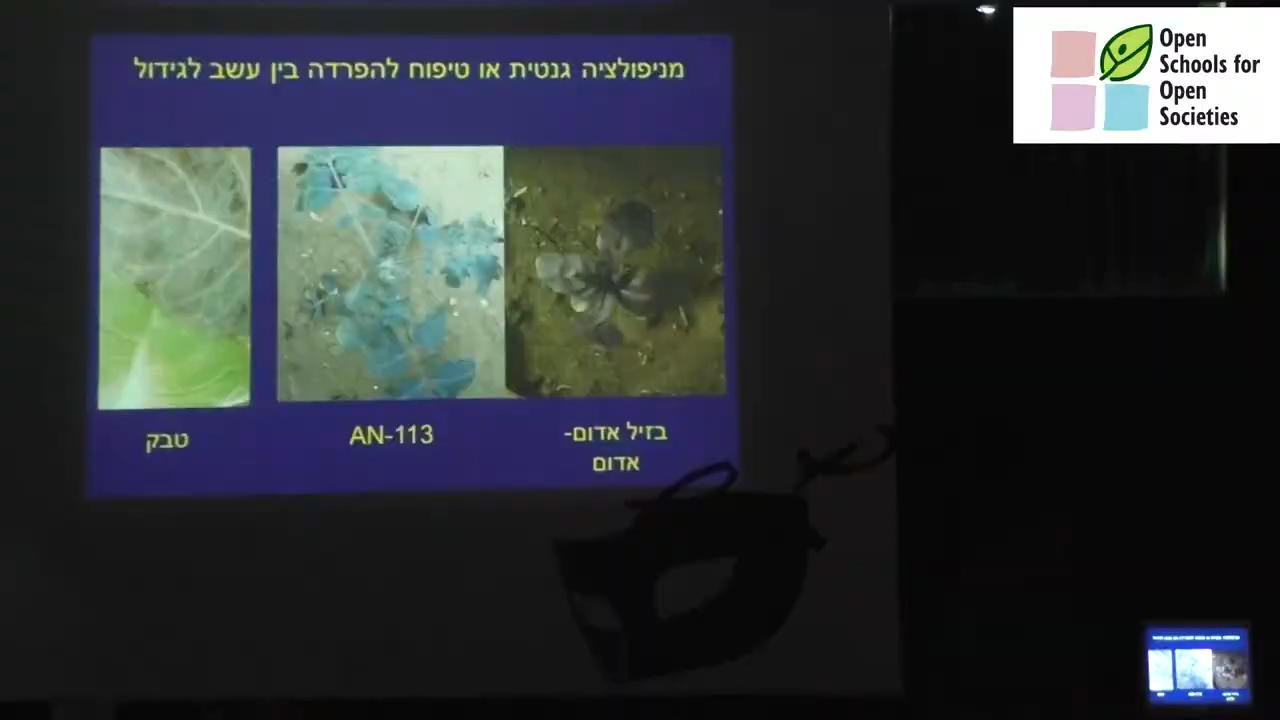 מניפולציה גנטית או טיפוח להפרדה בין עשב לגידול
בזיל אדום-
אדום
AN-113
טבק
Open
Schools for
Open
Societies